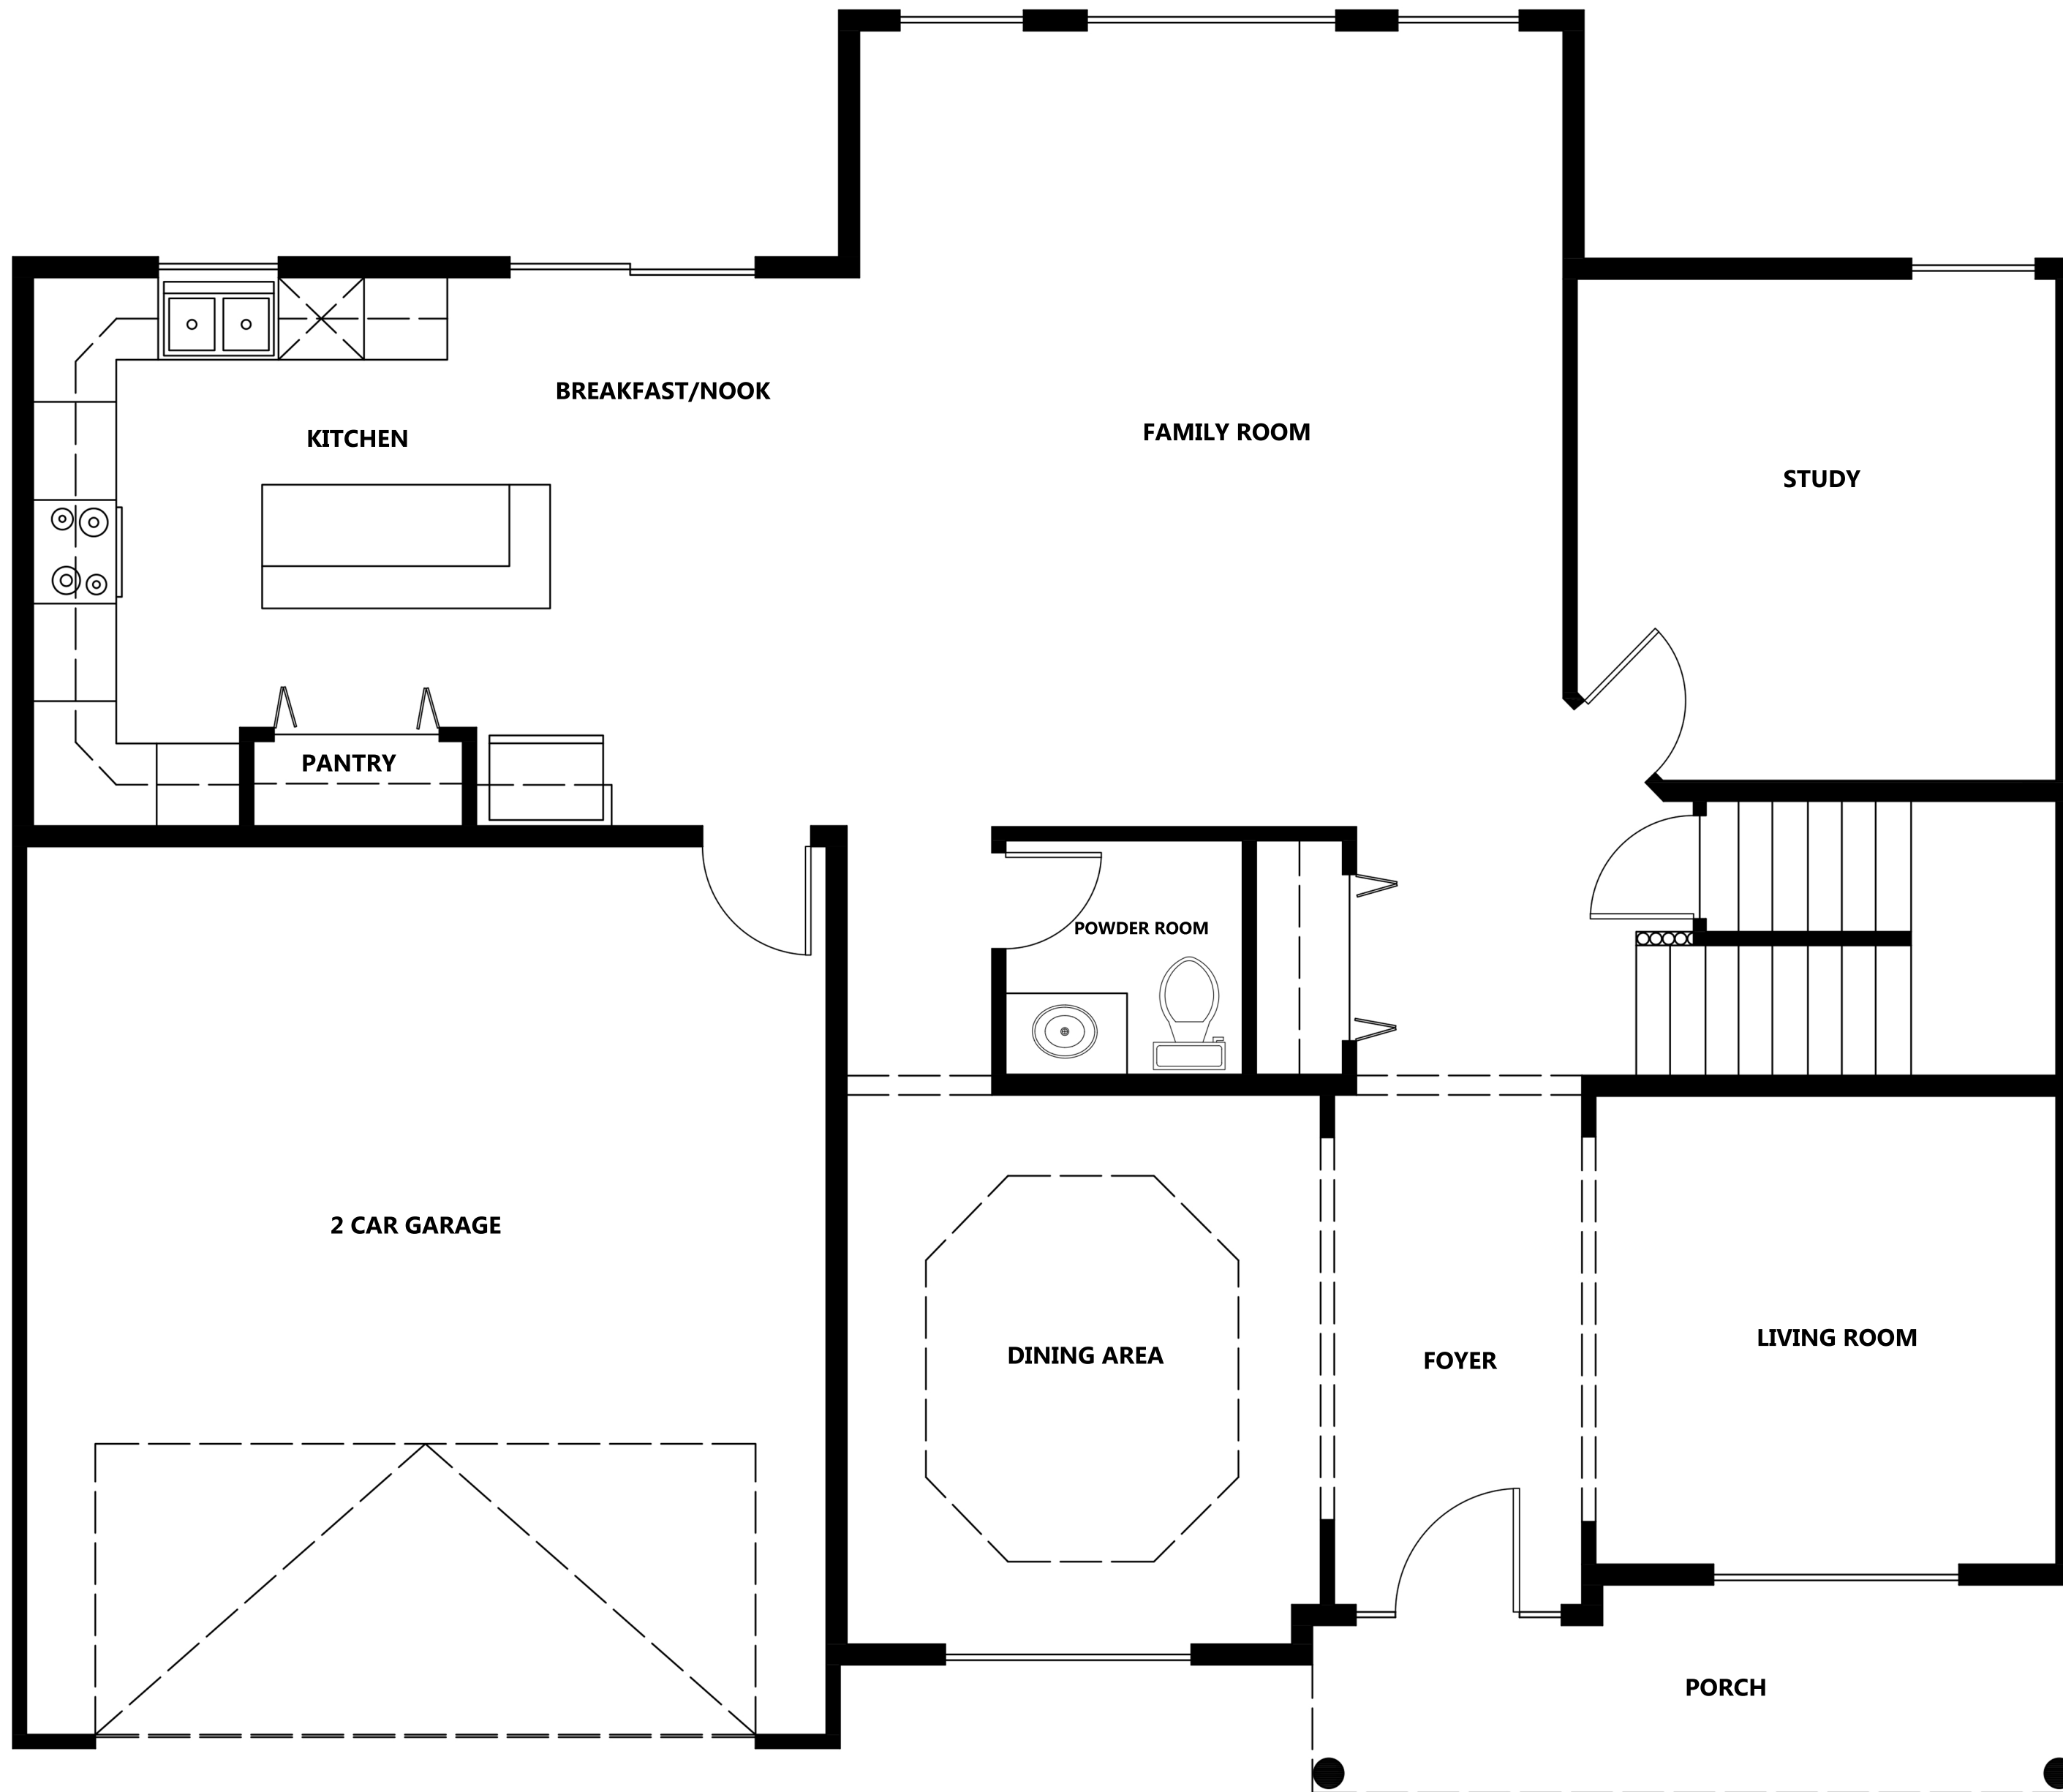 BREAKFAST/NOOK
KITCHEN
FAMILY ROOM
STUDY
PANTRY
POWDER ROOM
2 CAR GARAGE
DINING AREA
FOYER
LIVING ROOM
PORCH